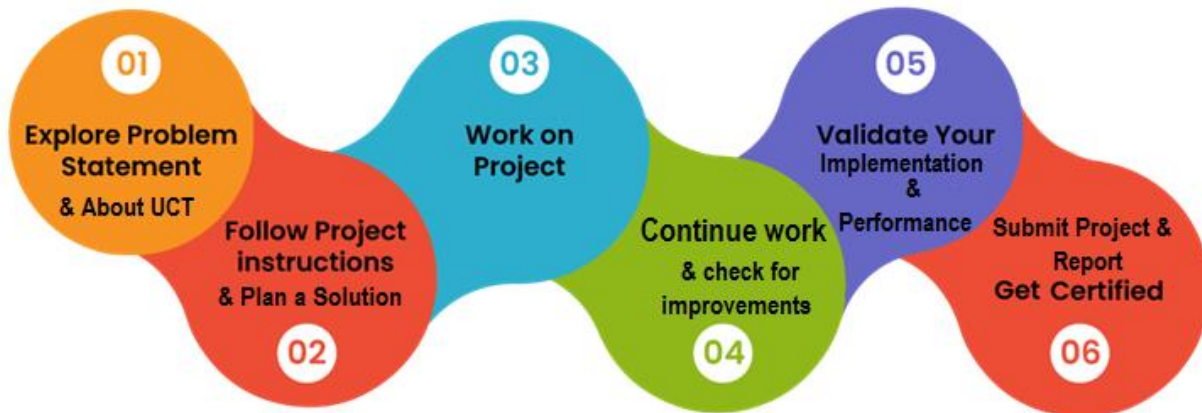 01
Explore Problem
Statement
& About UCT
Follow Project
instructions
& Plan a Solution
02
03
Work on
Project
Continue work
& check for
improvements
04
05
Validate Your
Implementation
&
Performance
Submit Project &
Report
Get Certified
06